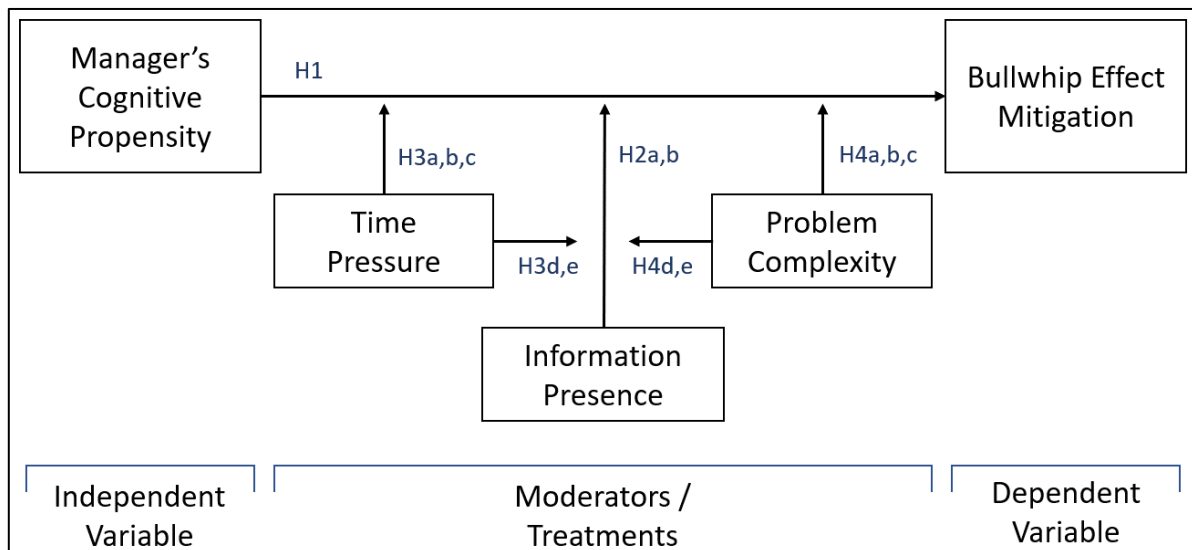 Manager’s
Cognitive
Propensity
H1
Bullwhip Effect
Mitigation
H3a,b,c
H2a,b
H4a,b,c
Time
Pressure
Problem
Complexity
H3d,e
H4d,e
Information
Presence
Independent
Variable
Moderators /
Treatments
Dependent
Variable